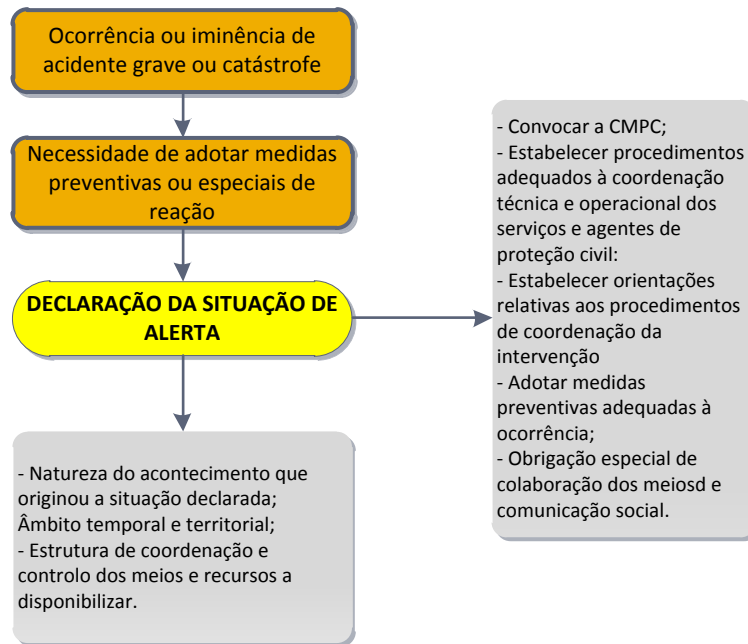 Ocorrência ou iminência de
acidente grave ou catástrofe
Necessidade de adotar medidas
preventivas ou especiais de
reação
DECLARAÇÃO DA SITUAÇÃO DE
ALERTA
- Natureza do acontecimento que
originou a situação declarada;
Âmbito temporal e territorial;
- Estrutura de coordenação e
controlo dos meios e recursos a
disponibilizar.
- Convocar a CMPC;
- Estabelecer procedimentos
adequados à coordenação
técnica e operacional dos
serviços e agentes de
proteção civil:
- Estabelecer orientações
relativas aos procedimentos
de coordenação da
intervenção
- Adotar medidas
preventivas adequadas à
ocorrência;
- Obrigação especial de
colaboração dos meiosd e
comunicação social.